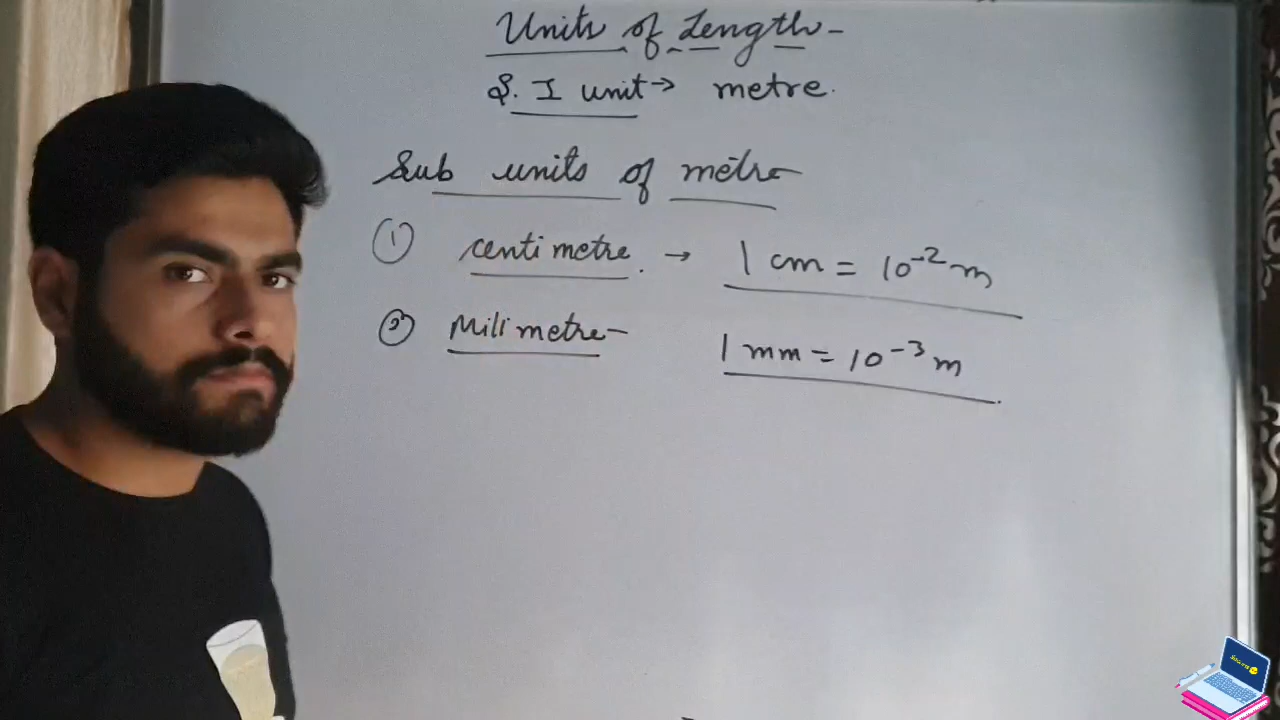 Units of Length-
S. I unit → metre.
Sub units of metre
① centimetre. → 1 cm = 10⁻² m
② Milimetre- 1 mm = 10⁻³ m